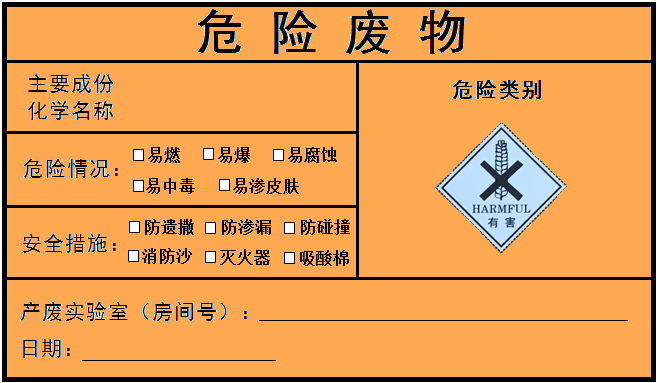 危险废物
主要成份
化学名称
危险类别
HARMFUL
有害
危险情况：
□易燃 □易爆 □易腐蚀
□易中毒 □易渗皮肤
安全措施：
□防遗撒 □防渗漏 □防碰撞
□消防沙 □灭火器 □吸酸棉
产废实验室（房间号）：
日期：